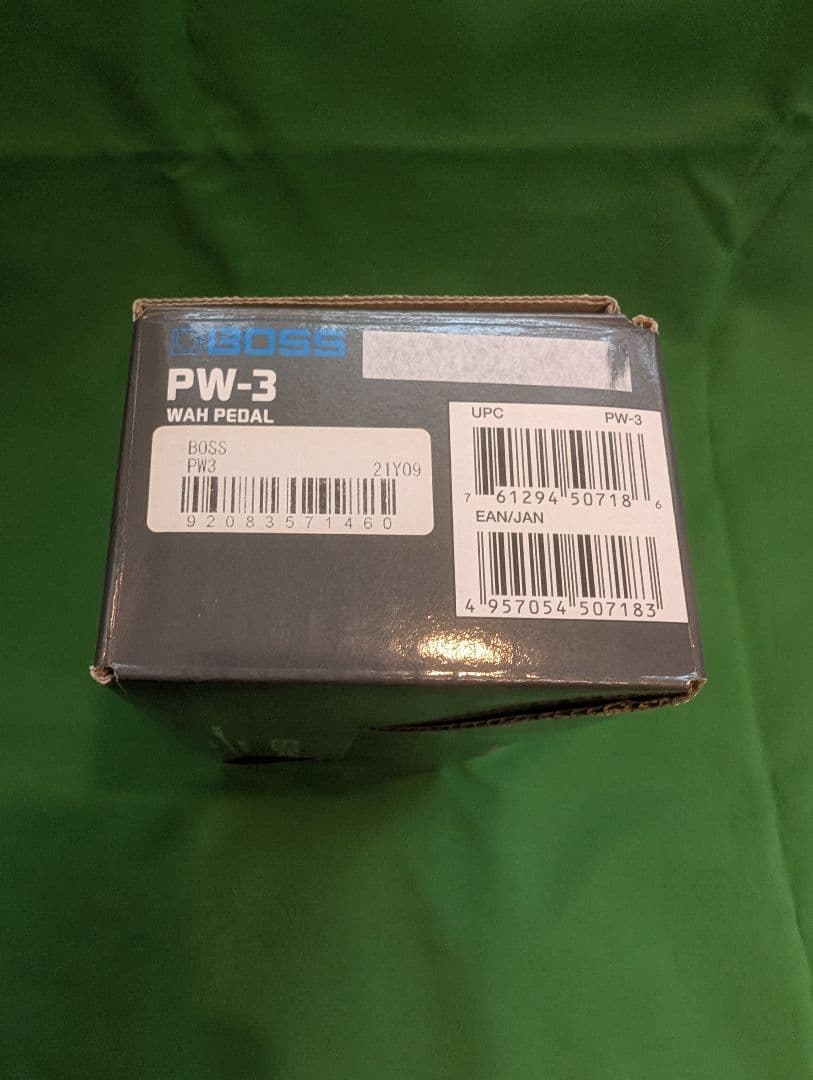 BOSS
PW-3
WAH PEDAL
BOSS
PW3 21Y09
920835571460
UPC PW-3
7 61294 50718 6
EAN/JAN
4 957054 507183